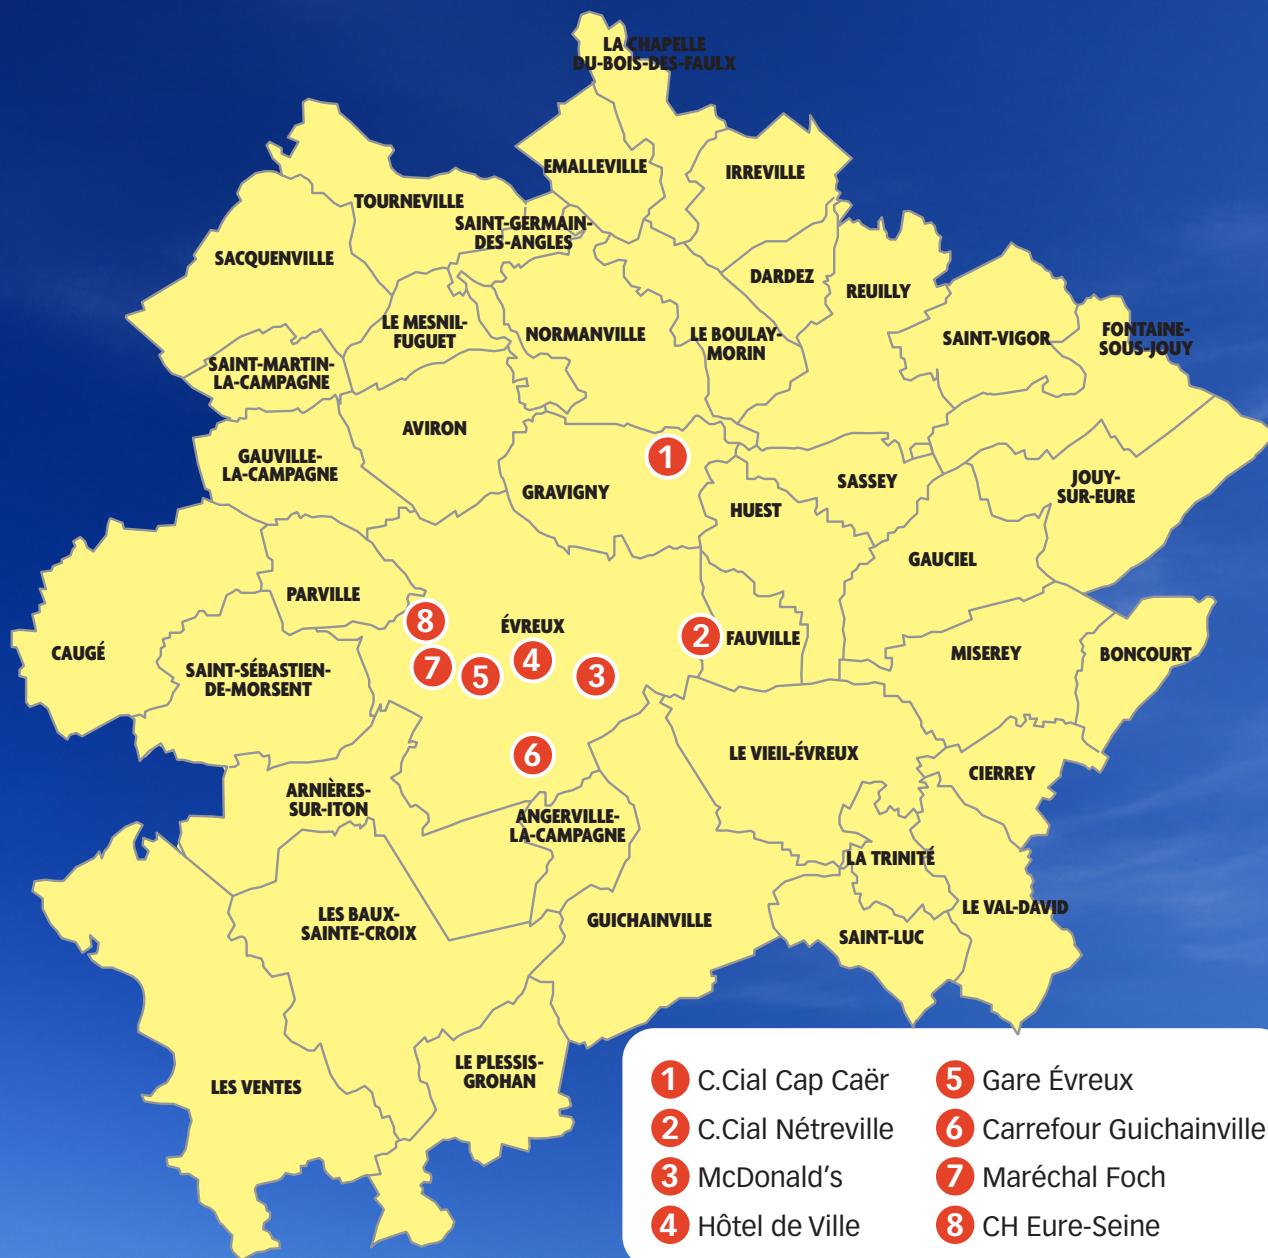 LA CHAPELLE
DU-BOIS-DES-FAULX
EMALLEVILLE
IRREVILLE
TOURNEVILLE
SAINT-GERMAIN-
DES-ANGLES
SACQUENVILLE
DARDEZ
REUILLY
LE MESNIL-
FUGUET
NORMANVILLE
LE BOULAY-
MORIN
SAINT-VIGOR
FONTAINE-
SOUS-JOUY
SAINT-MARTIN-
LA-CAMPAGNE
AVIRON
GAUVILLE-
LA-CAMPAGNE
1
GRAVIGNY
SASSEY
JOUY-
SUR-EURE
HUEST
GAUCIEL
PARVILLE
8
ÉVREUX
2
FAUVILLE
CAUGÉ
SAINT-SÉBASTIEN-
DE-MORSENT
7
5
4
3
MISEREY
BONCOURT
6
LE VIEIL-ÉVREUX
CIERREY
ARNIÈRES-
SUR-ITON
ANGERVILLE-
LA-CAMPAGNE
LA TRINITÉ
LES BAUX-
SAINTE-CROIX
GUICHAINVILLE
LE VAL-DAVID
SAINT-LUC
LES VENTES
LE PLESSIS-
GROHAN
1 C.Cial Cap Caër
2 C.Cial Nétreville
3 McDonald's
4 Hôtel de Ville
5 Gare Évreux
6 Carrefour Guichainville
7 Maréchal Foch
8 CH Eure-Seine